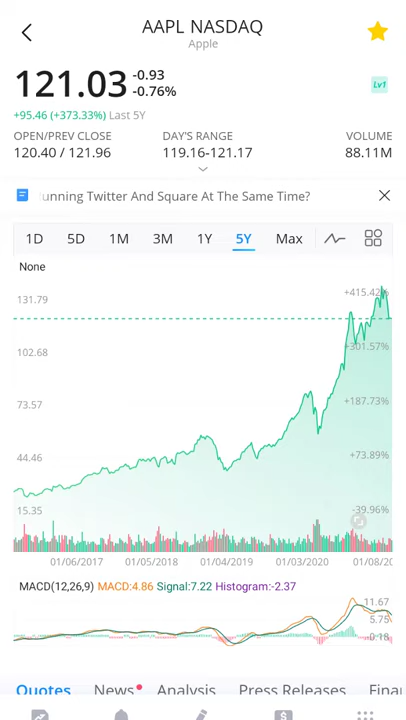 AAPL NASDAQ
Apple
121.03 -0.93
-0.76%
Lv1
+95.46 (+373.33%) Last 5Y
OPEN/PREV CLOSE DAY'S RANGE VOLUME
120.40 / 121.96 119.16-121.17 88.11M
unning Twitter And Square At The Same Time?
1D 5D 1M 3M 1Y 5Y Max
None
131.79 +415.42%
102.68 +301.57%
73.57 +187.73%
44.46 +73.89%
15.35 -39.96%
01/06/2017 01/05/2018 01/04/2019 01/03/2020 01/08/20
MACD(12,26,9) MACD:4.86 Signal:7.22 Histogram:-2.37
11.67
5.75
-0.18
Quotes News Analysis Press Releases Finan